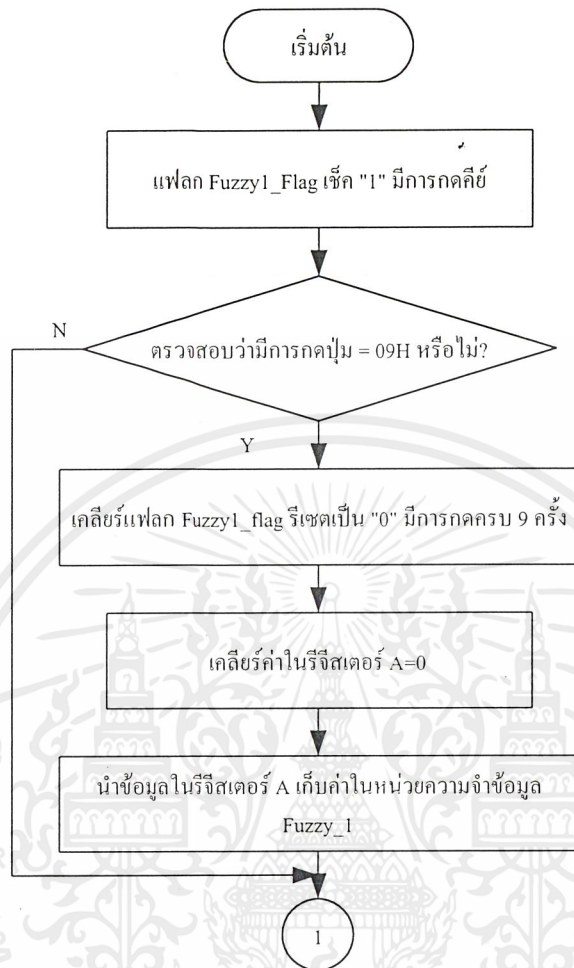 เริ่มต้น
แฟลก Fuzzy1_Flag เช็ค "1" มีการกดคีย์
N
ตรวจสอบว่ามีการกดปุ่ม = 09H หรือไม่?
Y
เคลียร์แฟลก Fuzzy1_flag รีเซตเป็น "0" มีการกดครบ 9 ครั้ง
เคลียร์ค่าในรีจีสเตอร์ A=0
นำข้อมูลในรีจีสเตอร์ A เก็บค่าในหน่วยความจำข้อมูล
Fuzzy_1
1